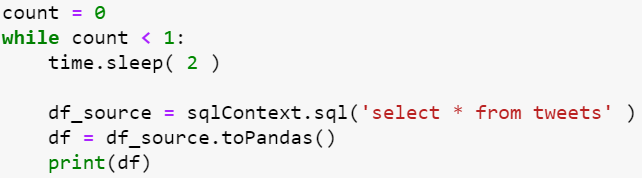 count = 0
while count < 1:
    time.sleep( 2 )
    df_source = sqlContext.sql('select * from tweets' )
    df = df_source.toPandas()
    print(df)